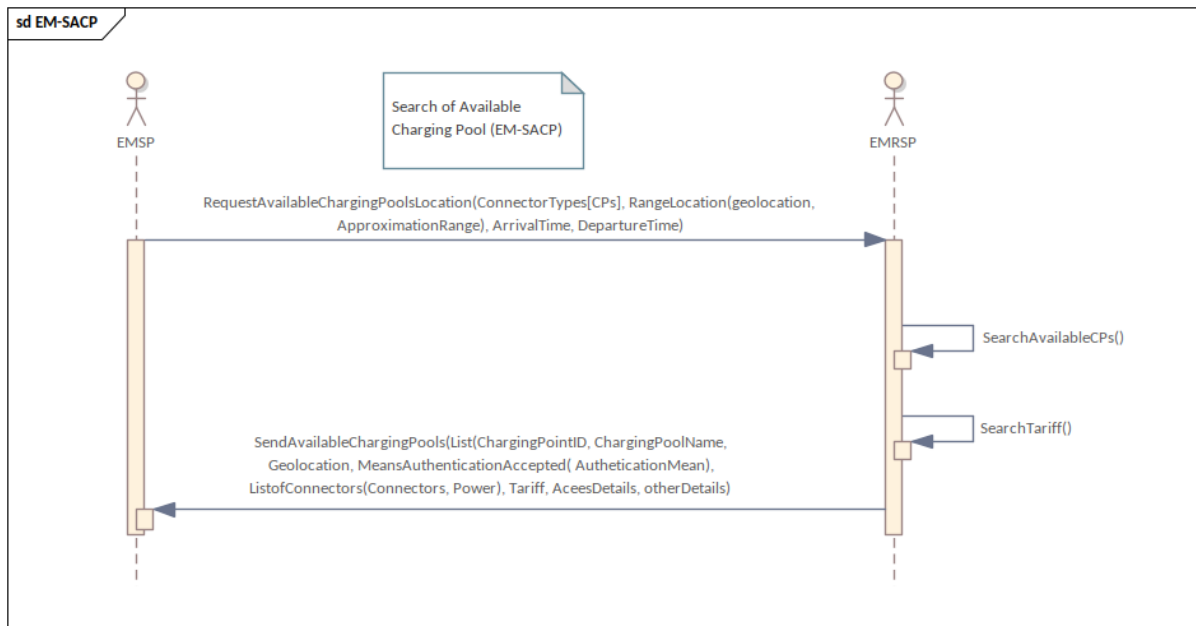 sd EM-SACP
Search of Available
Charging Pool (EM-SACP)
EMSP
EMRSP
RequestAvailableChargingPoolsLocation(ConnectorTypes[CPs], RangeLocation(geolocation,
ApproximationRange), ArrivalTime, DepartureTime)
SearchAvailableCPs()
SearchTariff()
SendAvailableChargingPools(List(ChargingPointID, ChargingPoolName,
Geolocation, MeansAuthenticationAccepted( AutheticationMean),
ListofConnectors(Connectors, Power), Tariff, AceesDetails, otherDetails)